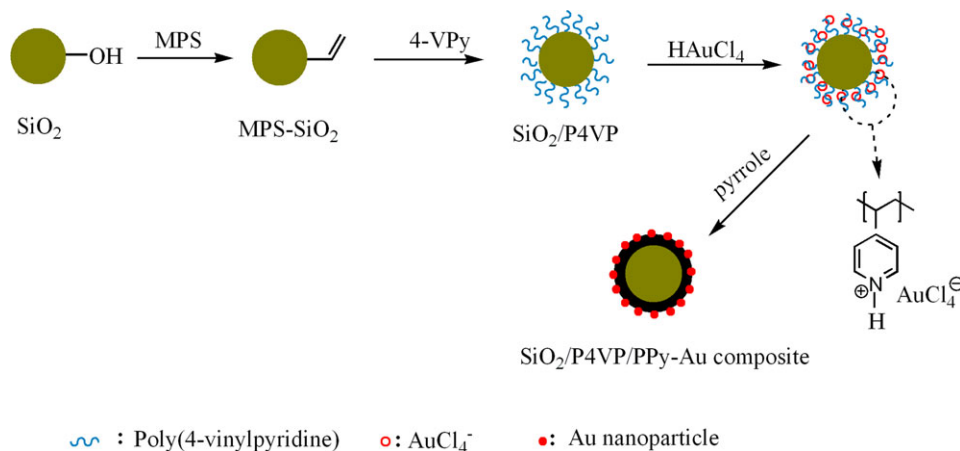 MPS
4-VPy
HAuCl₄
OH
SiO₂
MPS-SiO₂
SiO₂/P4VP
pyrrole
N
⊕
H
AuCl₄⊖
SiO₂/P4VP/PPy-Au composite
: Poly(4-vinylpyridine) : AuCl₄⁻ : Au nanoparticle